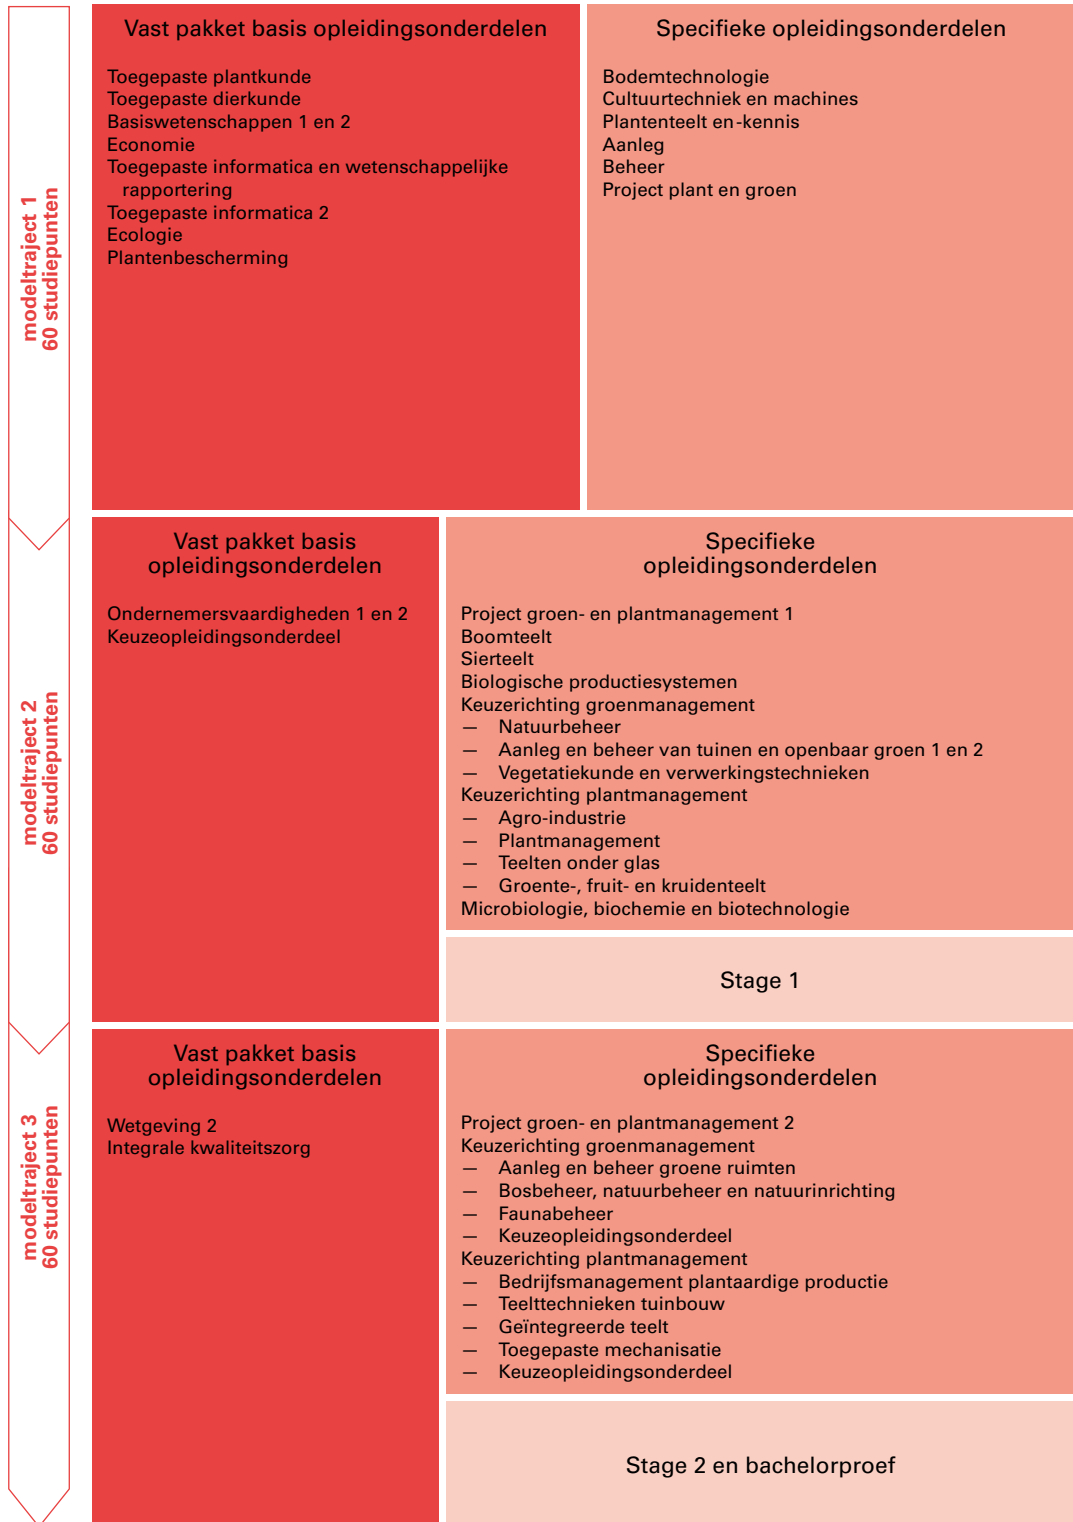 modeltraject 1
60 studiepunten
Vast pakket basis opleidingsonderdelen
Toegepaste plantkunde
Toegepaste dierkunde
Basiswetenschappen 1 en 2
Economie
Toegepaste informatica en wetenschappelijke
rapportering
Toegepaste informatica 2
Ecologie
Plantenbescherming
Specifieke opleidingsonderdelen
Bodemtechnologie
Cultuurtechniek en machines
Plantenteelt en -kennis
Aanleg
Beheer
Project plant en groen
modeltraject 2
60 studiepunten
Vast pakket basis
opleidingsonderdelen
Ondernemersvaardigheden 1 en 2
Keuzeopleidingsonderdeel
Specifieke
opleidingsonderdelen
Project groen- en plantmanagement 1
Boomteelt
Sierteelt
Biologische productiesystemen
Keuzerichting groenmanagement
— Natuurbeheer
— Aanleg en beheer van tuinen en openbaar groen 1 en 2
— Vegetatiekunde en verwerkingstechnieken
Keuzerichting plantmanagement
— Agro-industrie
— Plantmanagement
— Teelten onder glas
— Groente-, fruit- en kruidenteelt
Microbiologie, biochemie en biotechnologie
Stage 1
modeltraject 3
60 studiepunten
Vast pakket basis
opleidingsonderdelen
Wetgeving 2
Integrale kwaliteitszorg
Specifieke
opleidingsonderdelen
Project groen- en plantmanagement 2
Keuzerichting groenmanagement
— Aanleg en beheer groene ruimten
— Bosbeheer, natuurbeheer en natuurinrichting
— Faunabeheer
— Keuzeopleidingsonderdeel
Keuzerichting plantmanagement
— Bedrijfsmanagement plantaardige productie
— Teelttechnieken tuinbouw
— Geïntegreerde teelt
— Toegepaste mechanisatie
— Keuzeopleidingsonderdeel
Stage 2 en bachelorproef